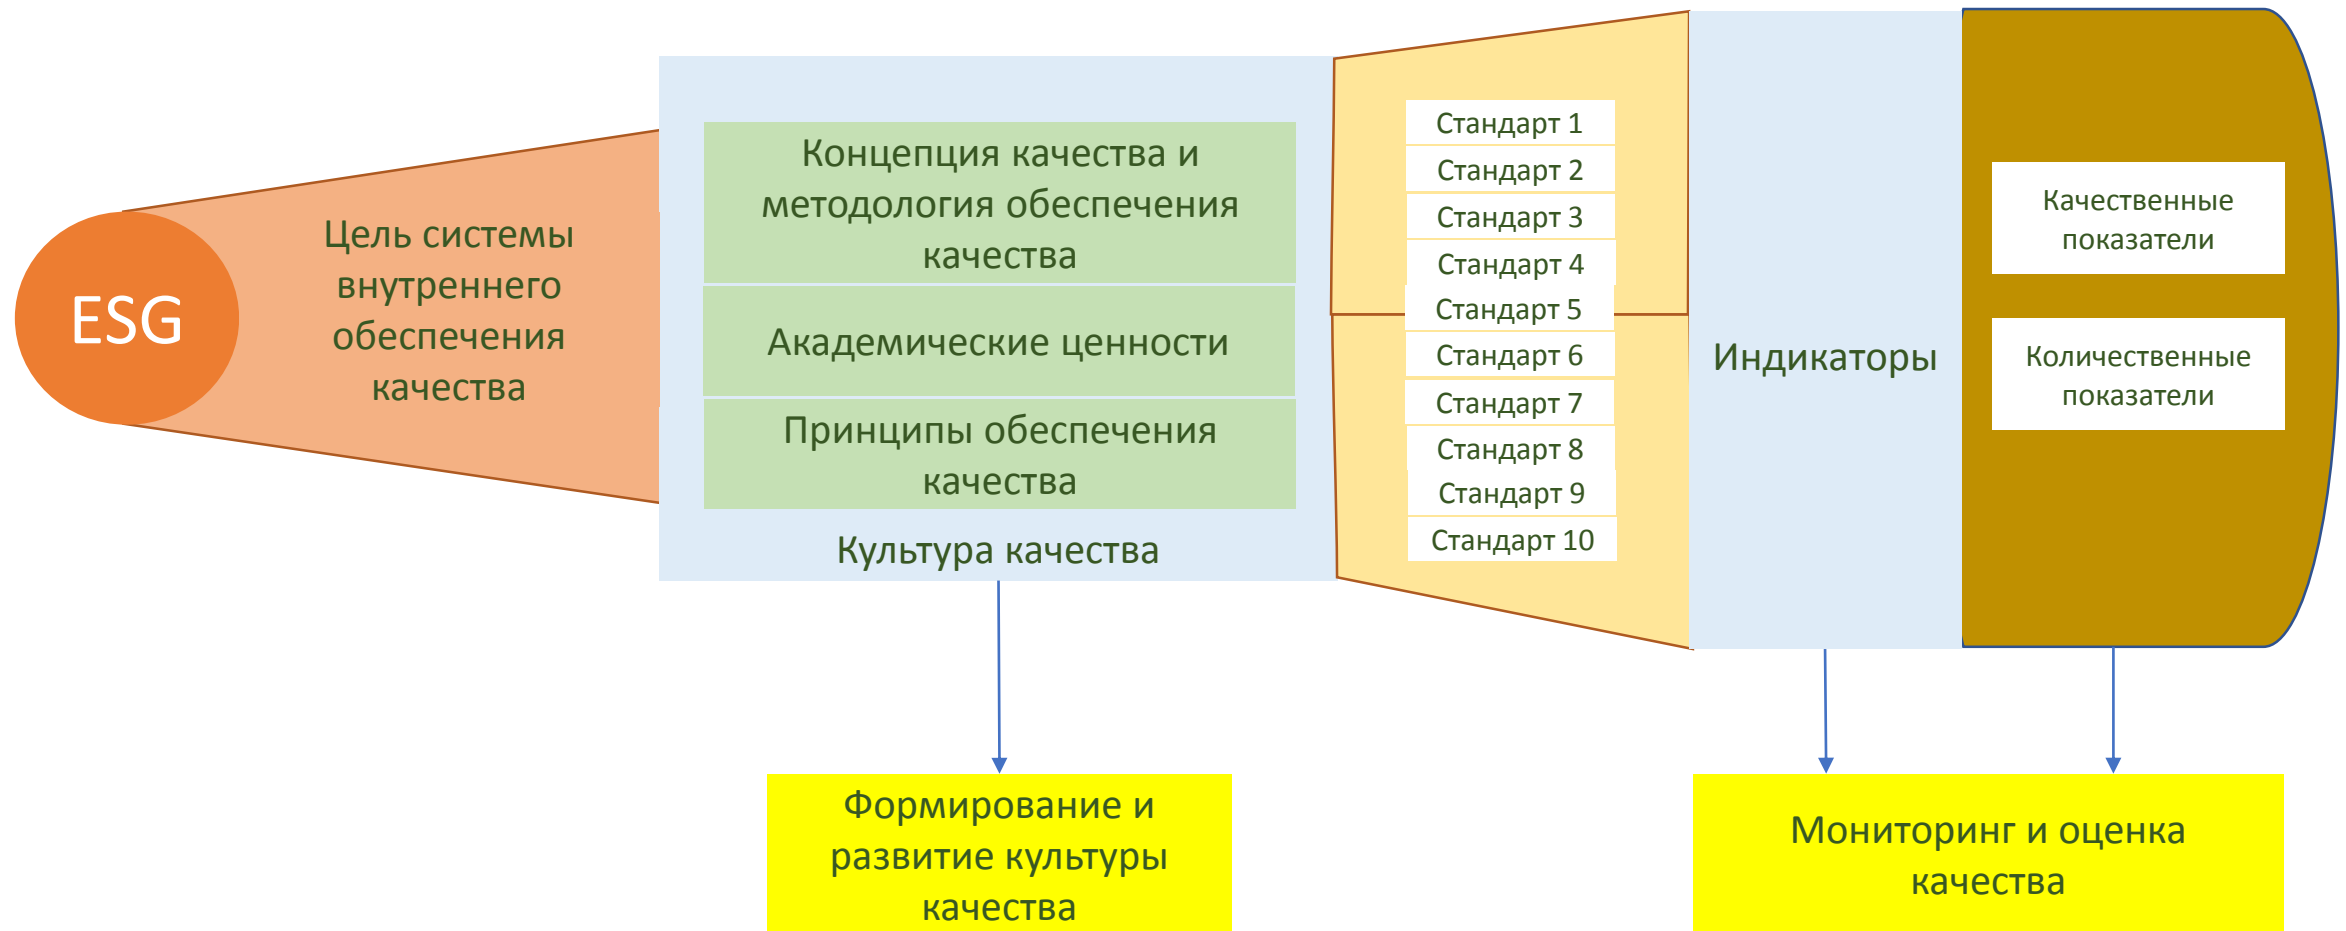 ESG
Цель системы
внутреннего
обеспечения
качества
Концепция качества и
методология обеспечения
качества
Академические ценности
Принципы обеспечения
качества
Культура качества
Стандарт 1
Стандарт 2
Стандарт 3
Стандарт 4
Стандарт 5
Стандарт 6
Стандарт 7
Стандарт 8
Стандарт 9
Стандарт 10
Индикаторы
Качественные
показатели
Количественные
показатели
Формирование и
развитие культуры
качества
Мониторинг и оценка
качества